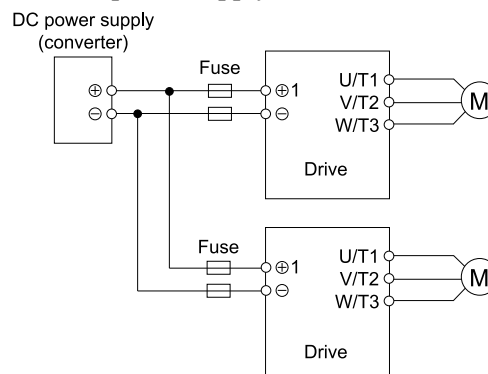 DC power supply
(converter)
Fuse
⊕
⊕1
U/T1
⊖
⊖
V/T2
M
W/T3
Drive
Fuse
⊕1
U/T1
⊖
V/T2
M
W/T3
Drive